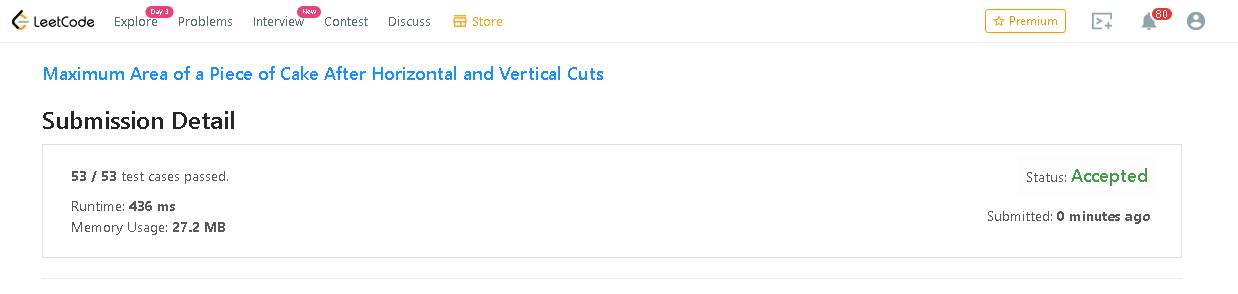 LeetCode Explore Day 3 Problems Interview New Contest Discuss Store Premium 80
Maximum Area of a Piece of Cake After Horizontal and Vertical Cuts
Submission Detail
53 / 53 test cases passed. Status: Accepted
Runtime: 436 ms
Submitted: 0 minutes ago
Memory Usage: 27.2 MB